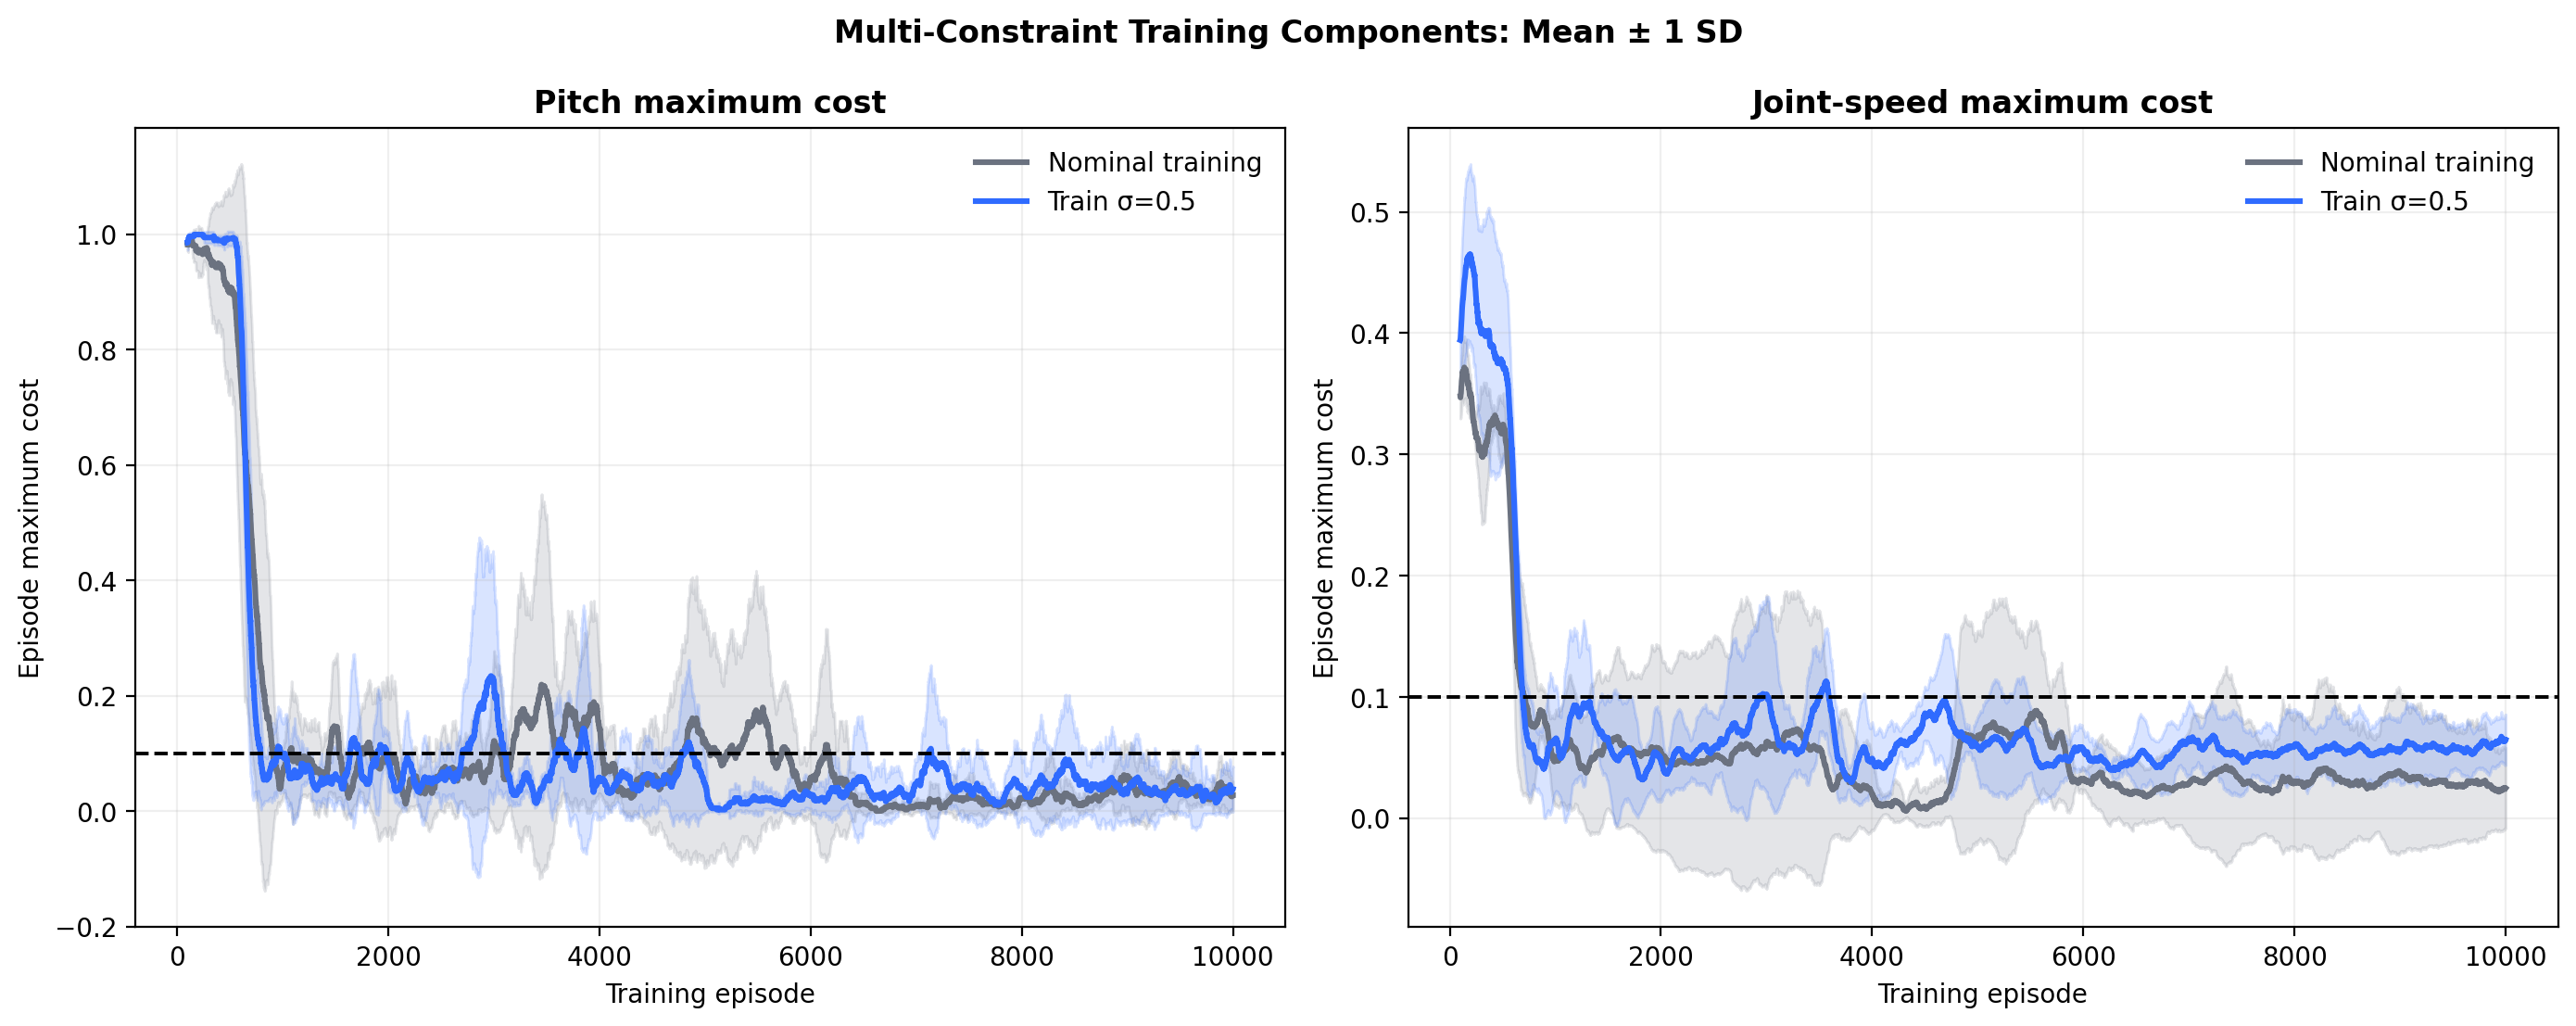 Multi-Constraint Training Components: Mean ± 1 SD
Pitch maximum cost
Nominal training
Train σ=0.5
1.0
0.8
0.6
0.4
0.2
0.0
−0.2
Episode maximum cost
0 2000 4000 6000 8000 10000
Training episode
Joint-speed maximum cost
Nominal training
Train σ=0.5
0.5
0.4
0.3
0.2
0.1
0.0
Episode maximum cost
0 2000 4000 6000 8000 10000
Training episode